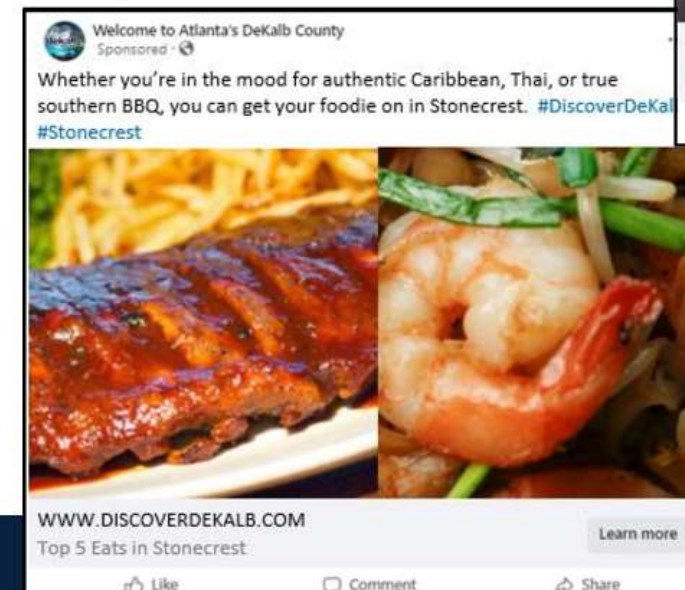 Welcome to Atlanta's DeKalb County
Sponsored ·
Whether you're in the mood for authentic Caribbean, Thai, or true
southern BBQ, you can get your foodie on in Stonecrest. #DiscoverDeKal
#Stonecrest
WWW.DISCOVERDEKALB.COM
Top 5 Eats in Stonecrest
Learn more
Like Comment Share